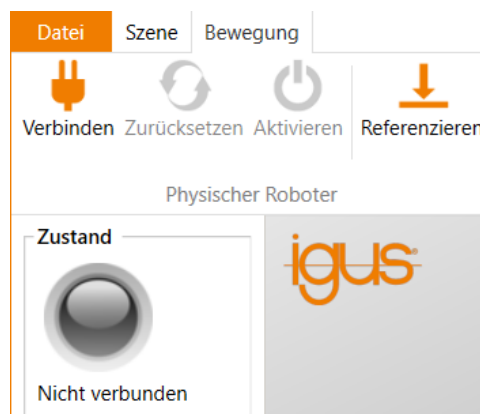 Datei Szene Bewegung
Verbinden Zurücksetzen Aktivieren Referenzieren
Physischer Roboter
Zustand
igus®
Nicht verbunden